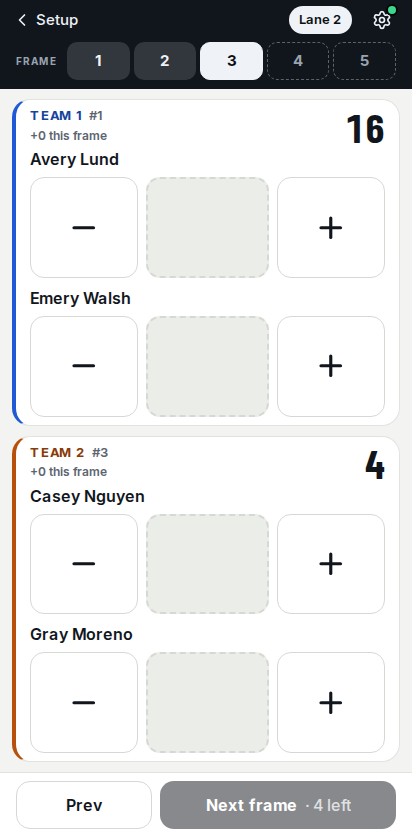 Setup
Lane 2
FRAME 1 2 3 4 5
TEAM 1 #1
+0 this frame
16
Avery Lund
− +
Emery Walsh
− +
TEAM 2 #3
+0 this frame
4
Casey Nguyen
− +
Gray Moreno
− +
Prev
Next frame · 4 left